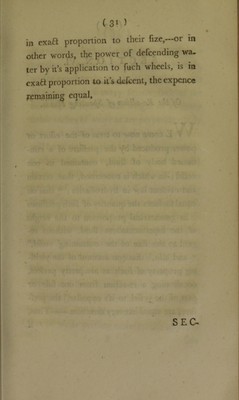 ( 31 )
in exact proportion to their ſize,---or in
other words, the power of deſcending wa-
ter by it's application to ſuch wheels, is in
exact proportion to it's deſcent, the expence
remaining equal.
SEC-